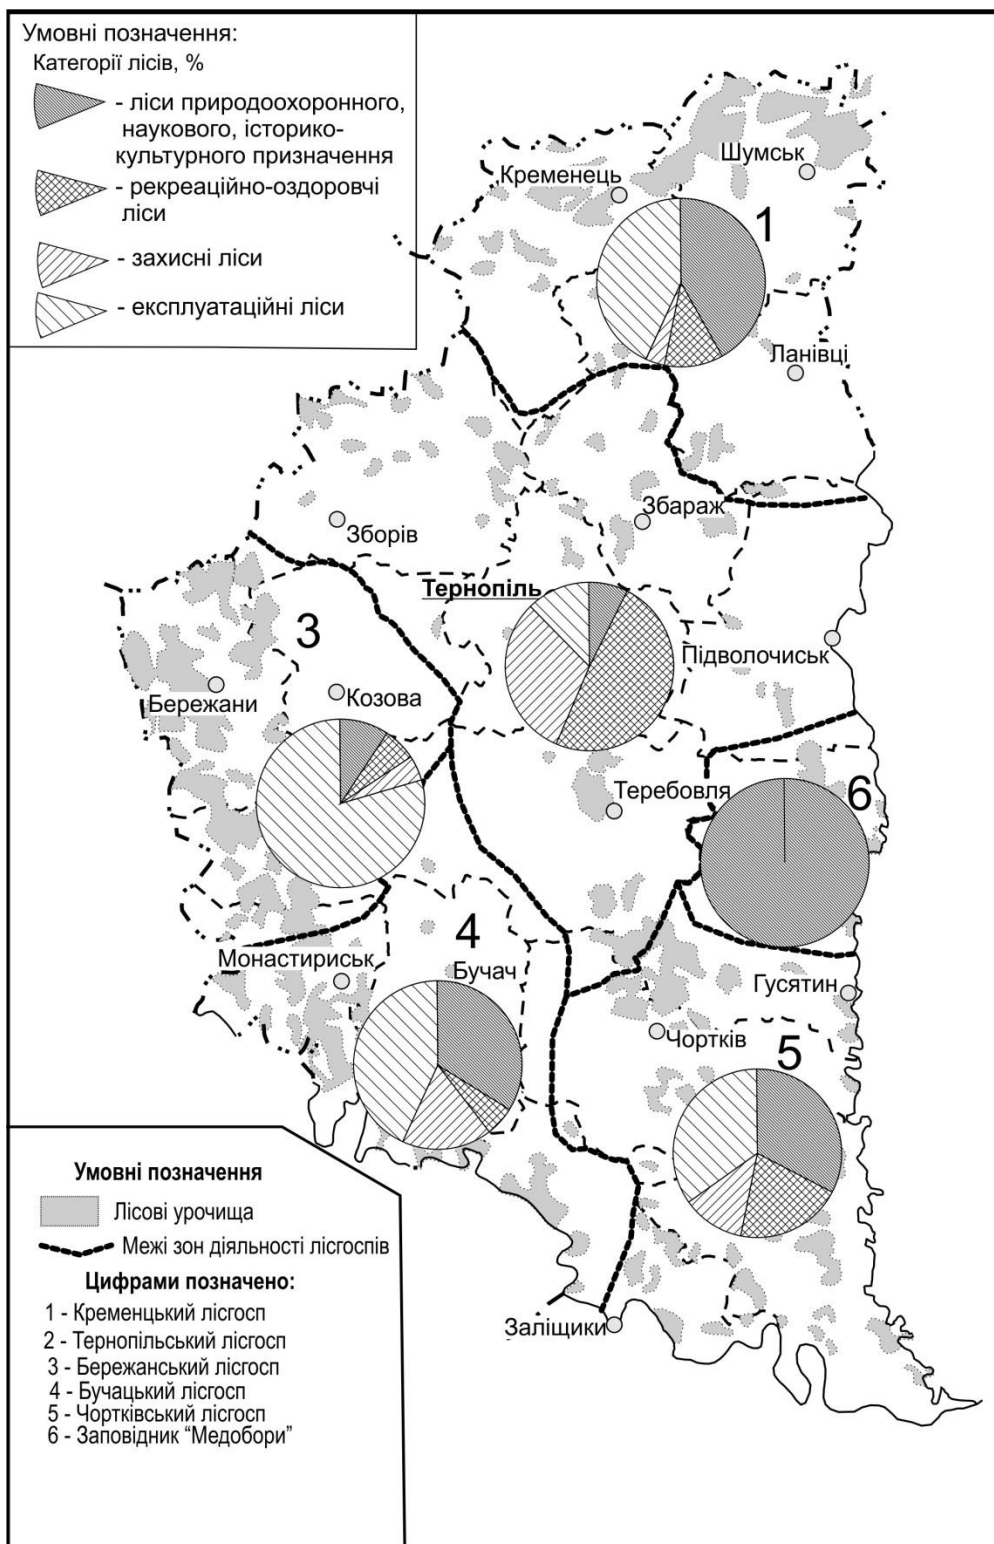 Умовні позначення:
Категорії лісів, %
- ліси природоохоронного,
наукового, історико-
культурного призначення
- рекреаційно-оздоровчі
ліси
- захисні ліси
- експлуатаційні ліси
Шумськ
Кременець
1
Ланівці
Збараж
Зборів
Тернопіль
3
Підволочиськ
Бережани
Козова
Теребовля
6
4
Бучач
Монастириськ
Гусятин
Чортків
5
Заліщики
Умовні позначення
Лісові урочища
Межі зон діяльності лісгоспів
Цифрами позначено:
1 - Кременцький лісгосп
2 - Тернопільський лісгосп
3 - Бережанський лісгосп
4 - Бучацький лісгосп
5 - Чортківський лісгосп
6 - Заповідник “Медобори”